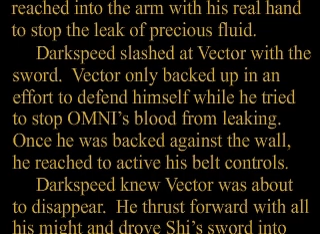 reached into the arm with his real hand
to stop the leak of precious fluid.
Darkspeed slashed at Vector with the
sword.  Vector only backed up in an
effort to defend himself while he tried
to stop OMNI’s blood from leaking.
Once he was backed against the wall,
he reached to active his belt controls.
Darkspeed knew Vector was about
to disappear.  He thrust forward with all
his might and drove Shi’s sword into